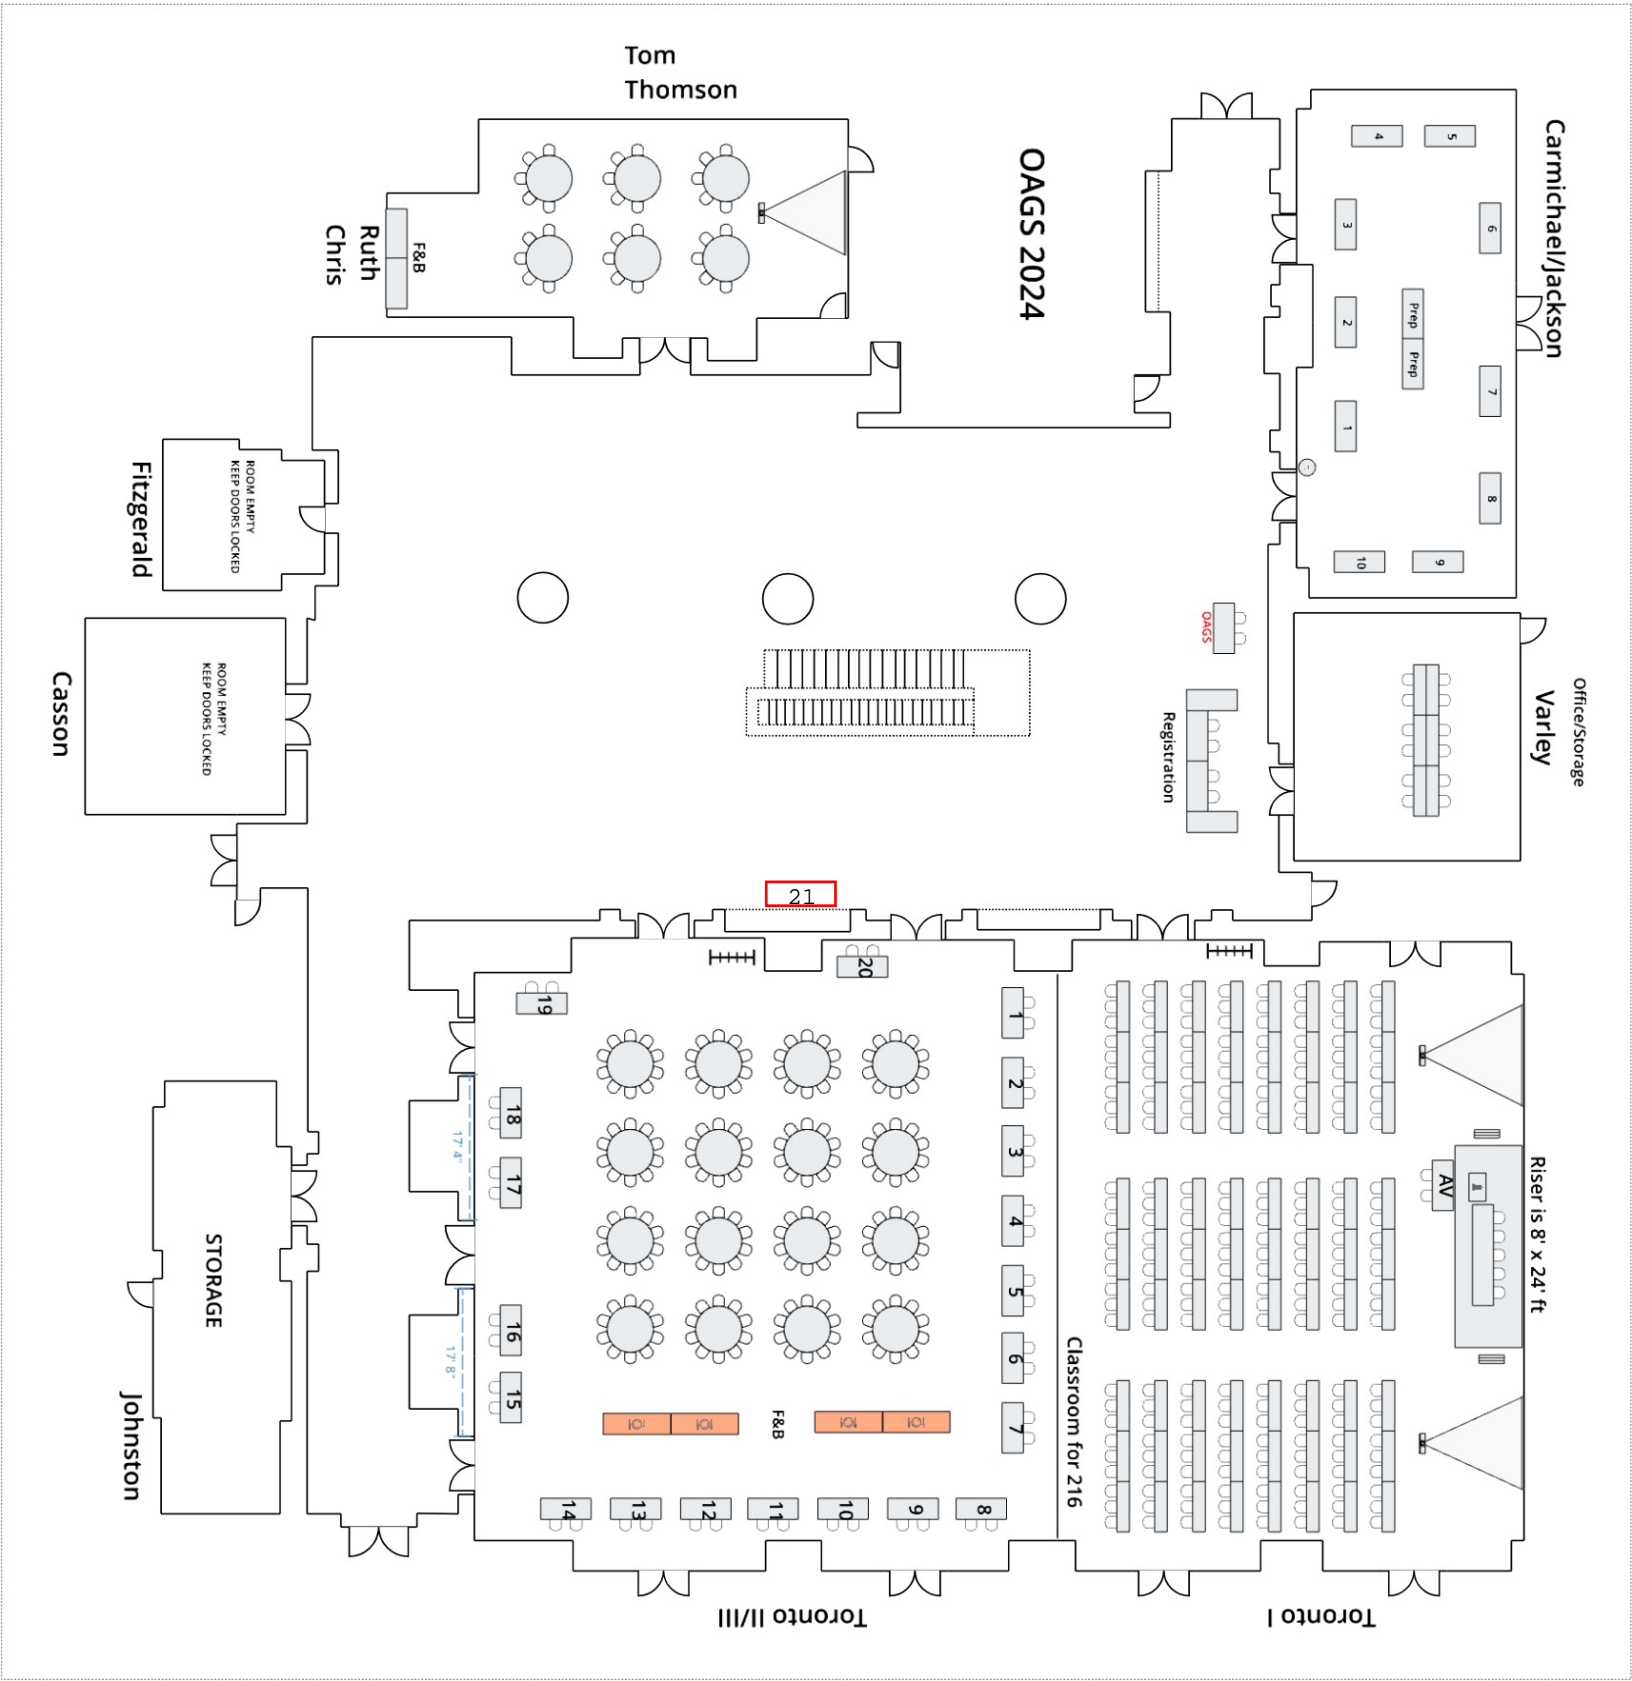 Tom
Thomson
OAGS 2024
Carmichael/Jackson
4
5
3
6
2
Prep
Prep
7
1
8
10
9
F&B
Ruth
Chris
Fitzgerald
ROOM EMPTY
KEEP DOORS LOCKED
Casson
ROOM EMPTY
KEEP DOORS LOCKED
OAGS
Registration
Office/Storage
Varley
21
20
19
1
2
3
4
5
6
7
18
17
16
15
17' 4"
17' 8"
F&B
14
13
12
11
10
9
8
Classroom for 216
AV
Riser is 8' x 24' ft
STORAGE
Johnston
Toronto II/III
Toronto I